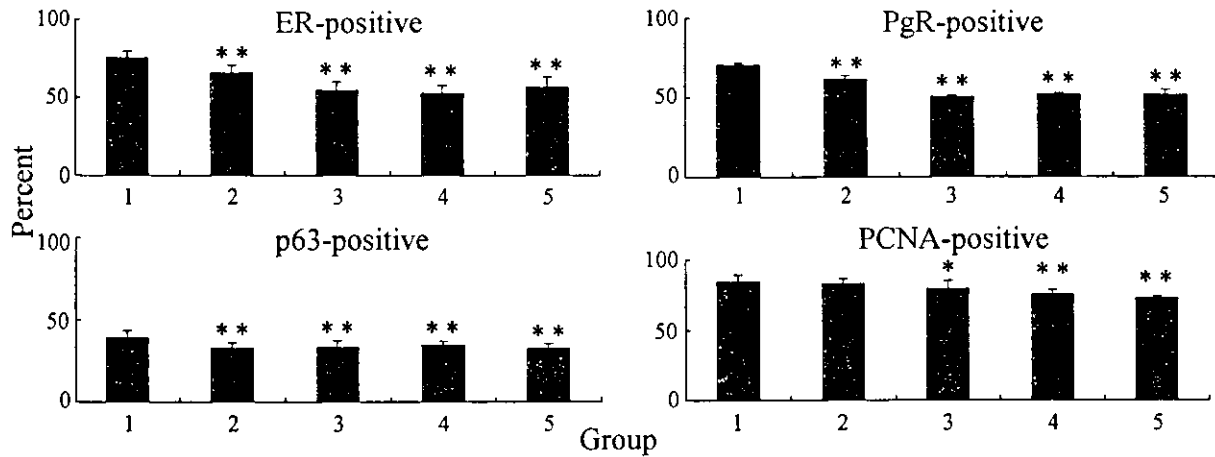 ER-positive
100
50
0
* *
* *
* *
* *
1 2 3 4 5
PgR-positive
100
50
0
* *
* *
* *
* *
1 2 3 4 5
Percent
p63-positive
100
50
0
* *
* *
* *
* *
1 2 3 4 5
PCNA-positive
100
50
0
*
* *
* *
1 2 3 4 5
Group